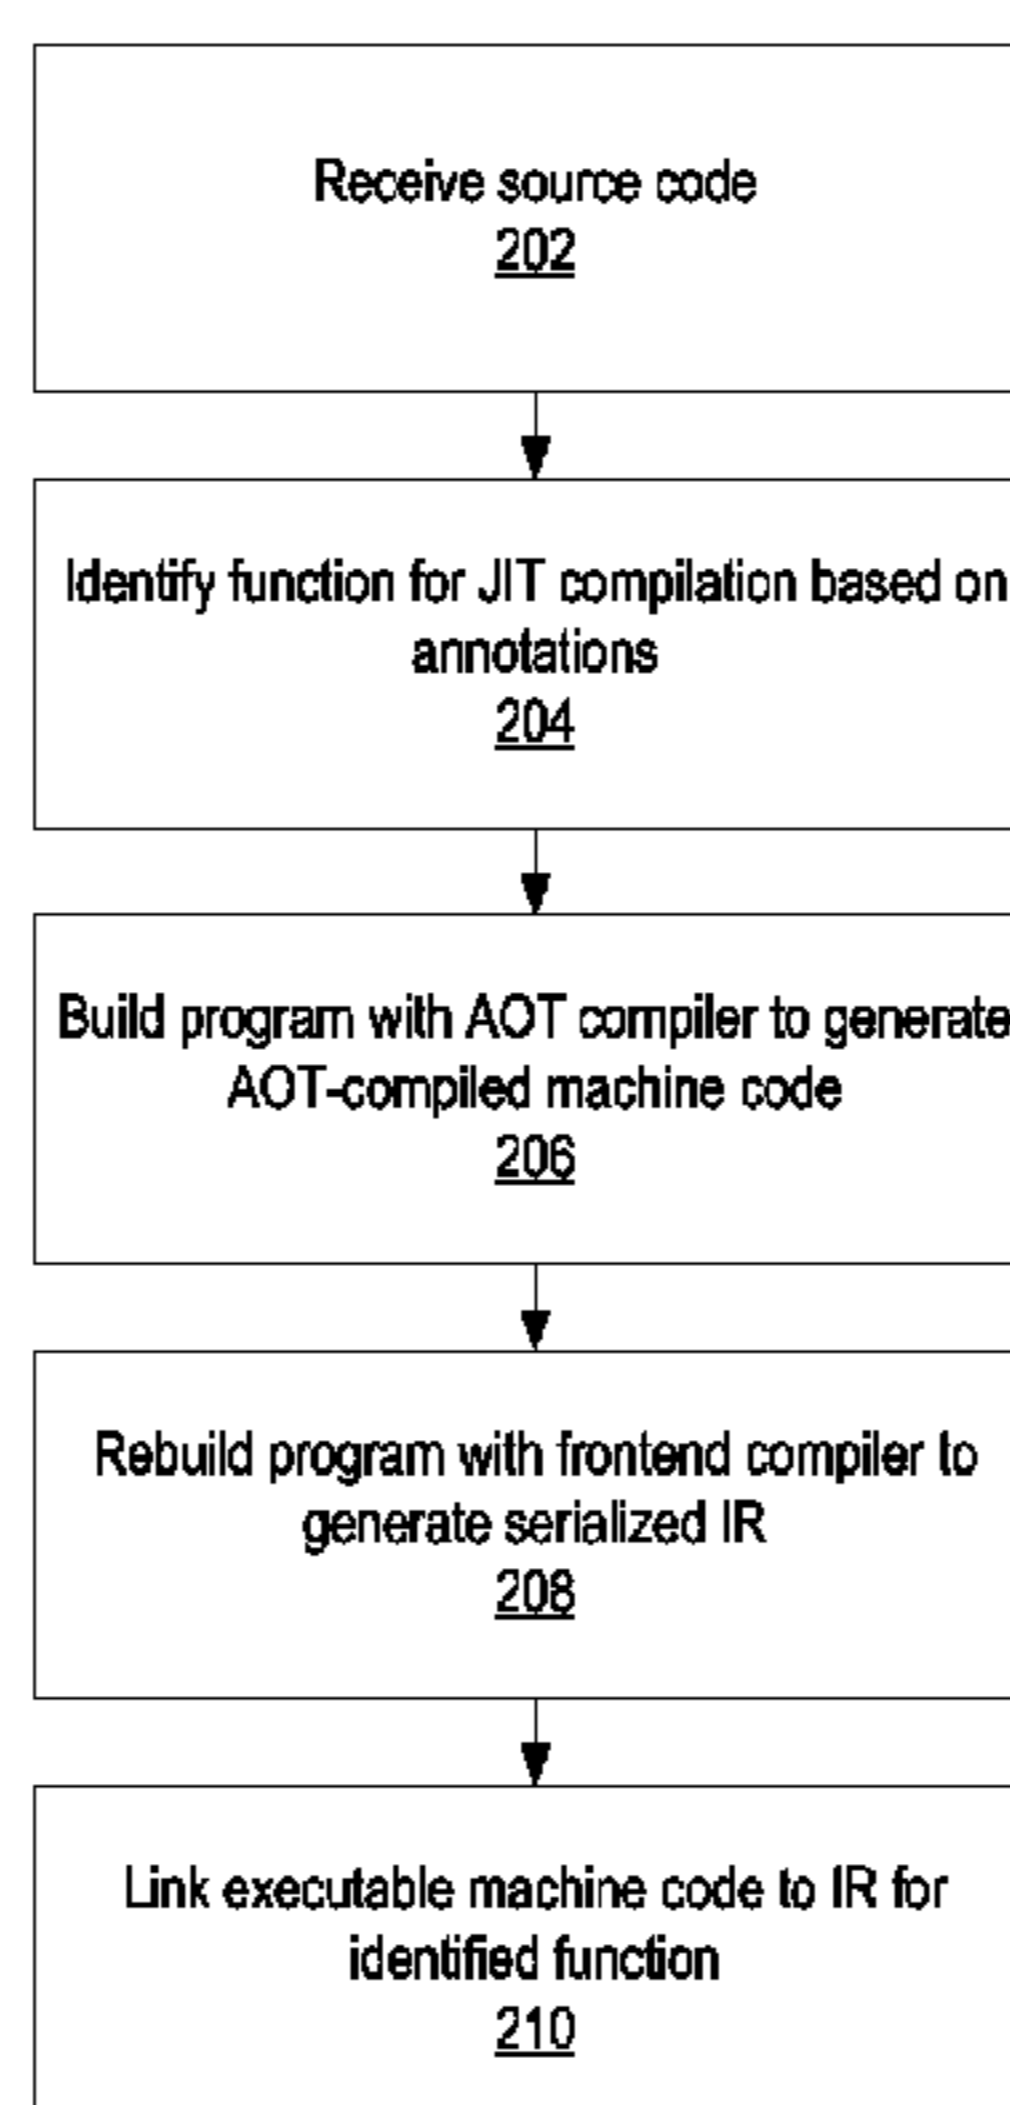 Receive source code
202
Identify function for JIT compilation based on
annotations
204
Build program with AOT compiler to generate
AOT-compiled machine code
206
Rebuild program with frontend compiler to
generate serialized IR
208
Link executable machine code to IR for
identified function
210